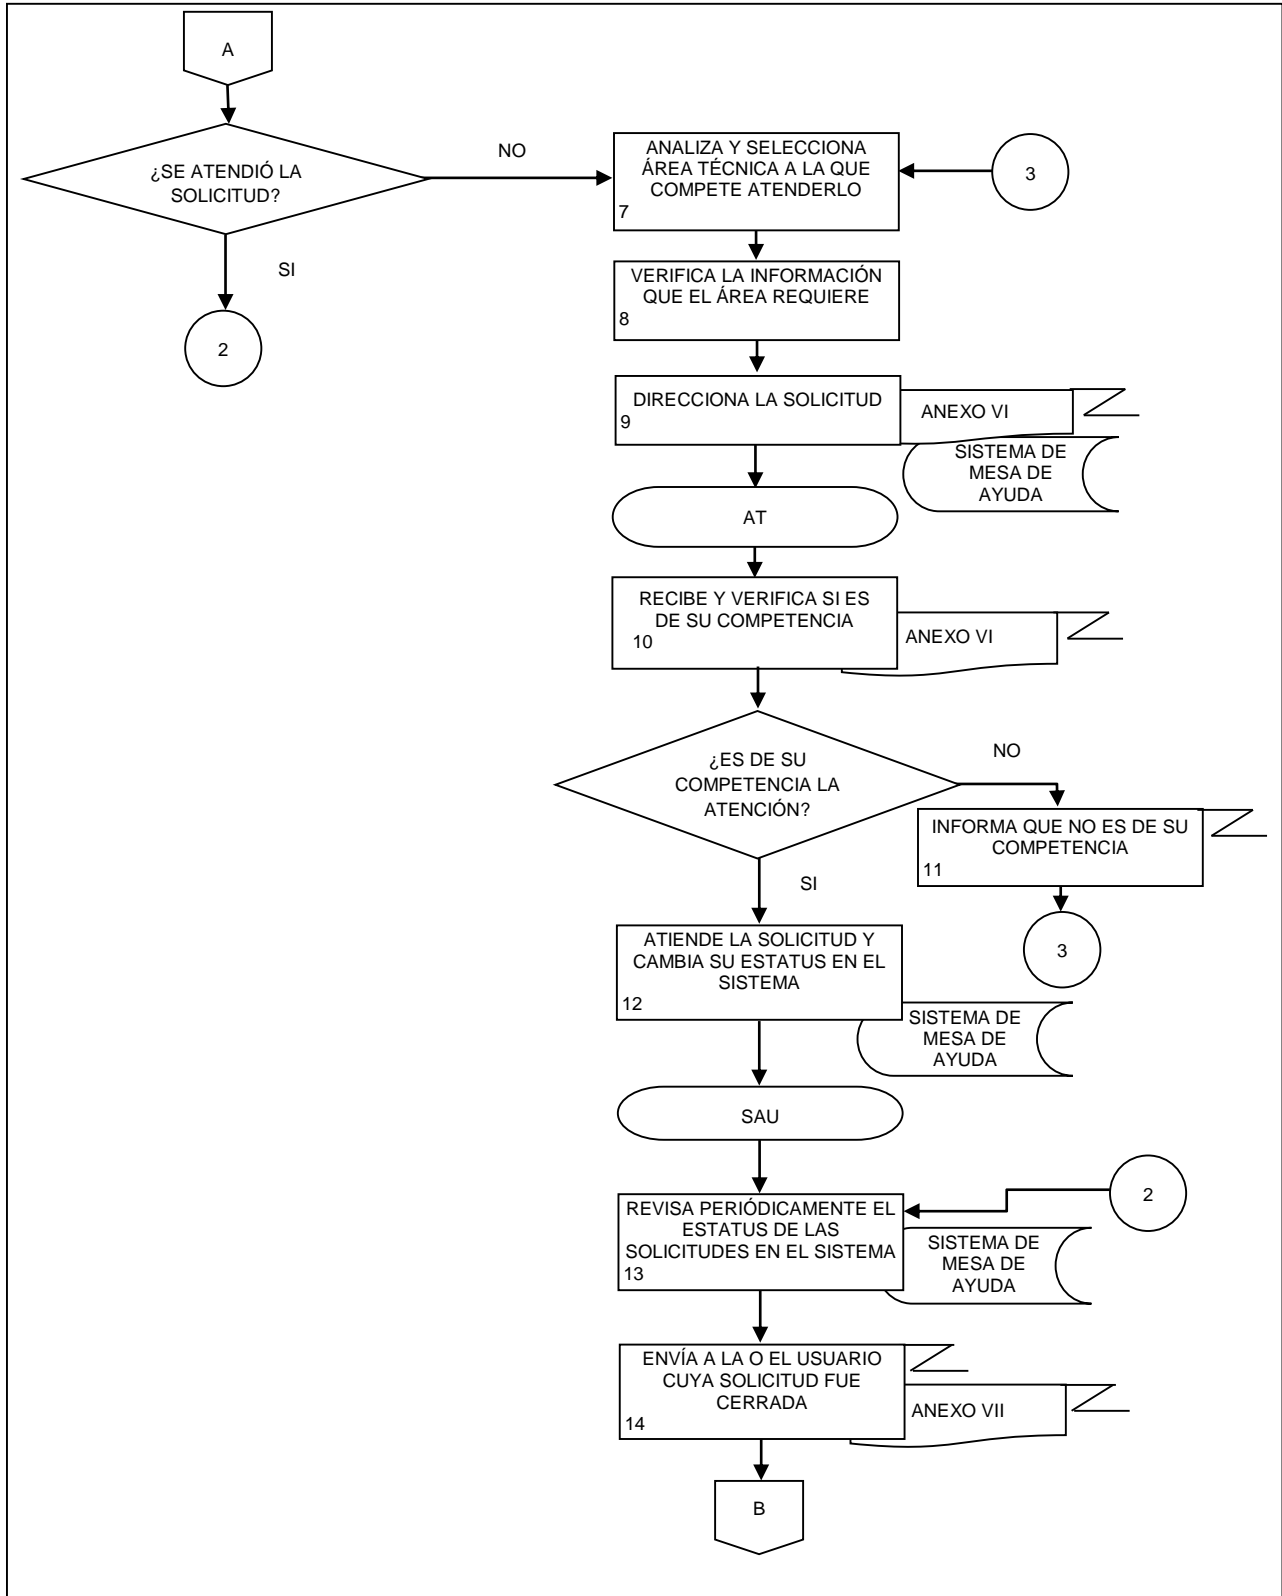 A
¿SE ATENDIÓ LA
SOLICITUD?
NO
SI
2
ANALIZA Y SELECCIONA
ÁREA TÉCNICA A LA QUE
COMPETE ATENDERLO
7
3
VERIFICA LA INFORMACIÓN
QUE EL ÁREA REQUIERE
8
DIRECCIONA LA SOLICITUD
9
ANEXO VI
SISTEMA DE
MESA DE
AYUDA
AT
RECIBE Y VERIFICA SI ES
DE SU COMPETENCIA
10
ANEXO VI
¿ES DE SU
COMPETENCIA LA
ATENCIÓN?
NO
INFORMA QUE NO ES DE SU
COMPETENCIA
11
3
SI
ATIENDE LA SOLICITUD Y
CAMBIA SU ESTATUS EN EL
SISTEMA
12
SISTEMA DE
MESA DE
AYUDA
SAU
2
REVISA PERIÓDICAMENTE EL
ESTATUS DE LAS
SOLICITUDES EN EL SISTEMA
13
SISTEMA DE
MESA DE
AYUDA
ENVÍA A LA O EL USUARIO
CUYA SOLICITUD FUE
CERRADA
14
ANEXO VII
B